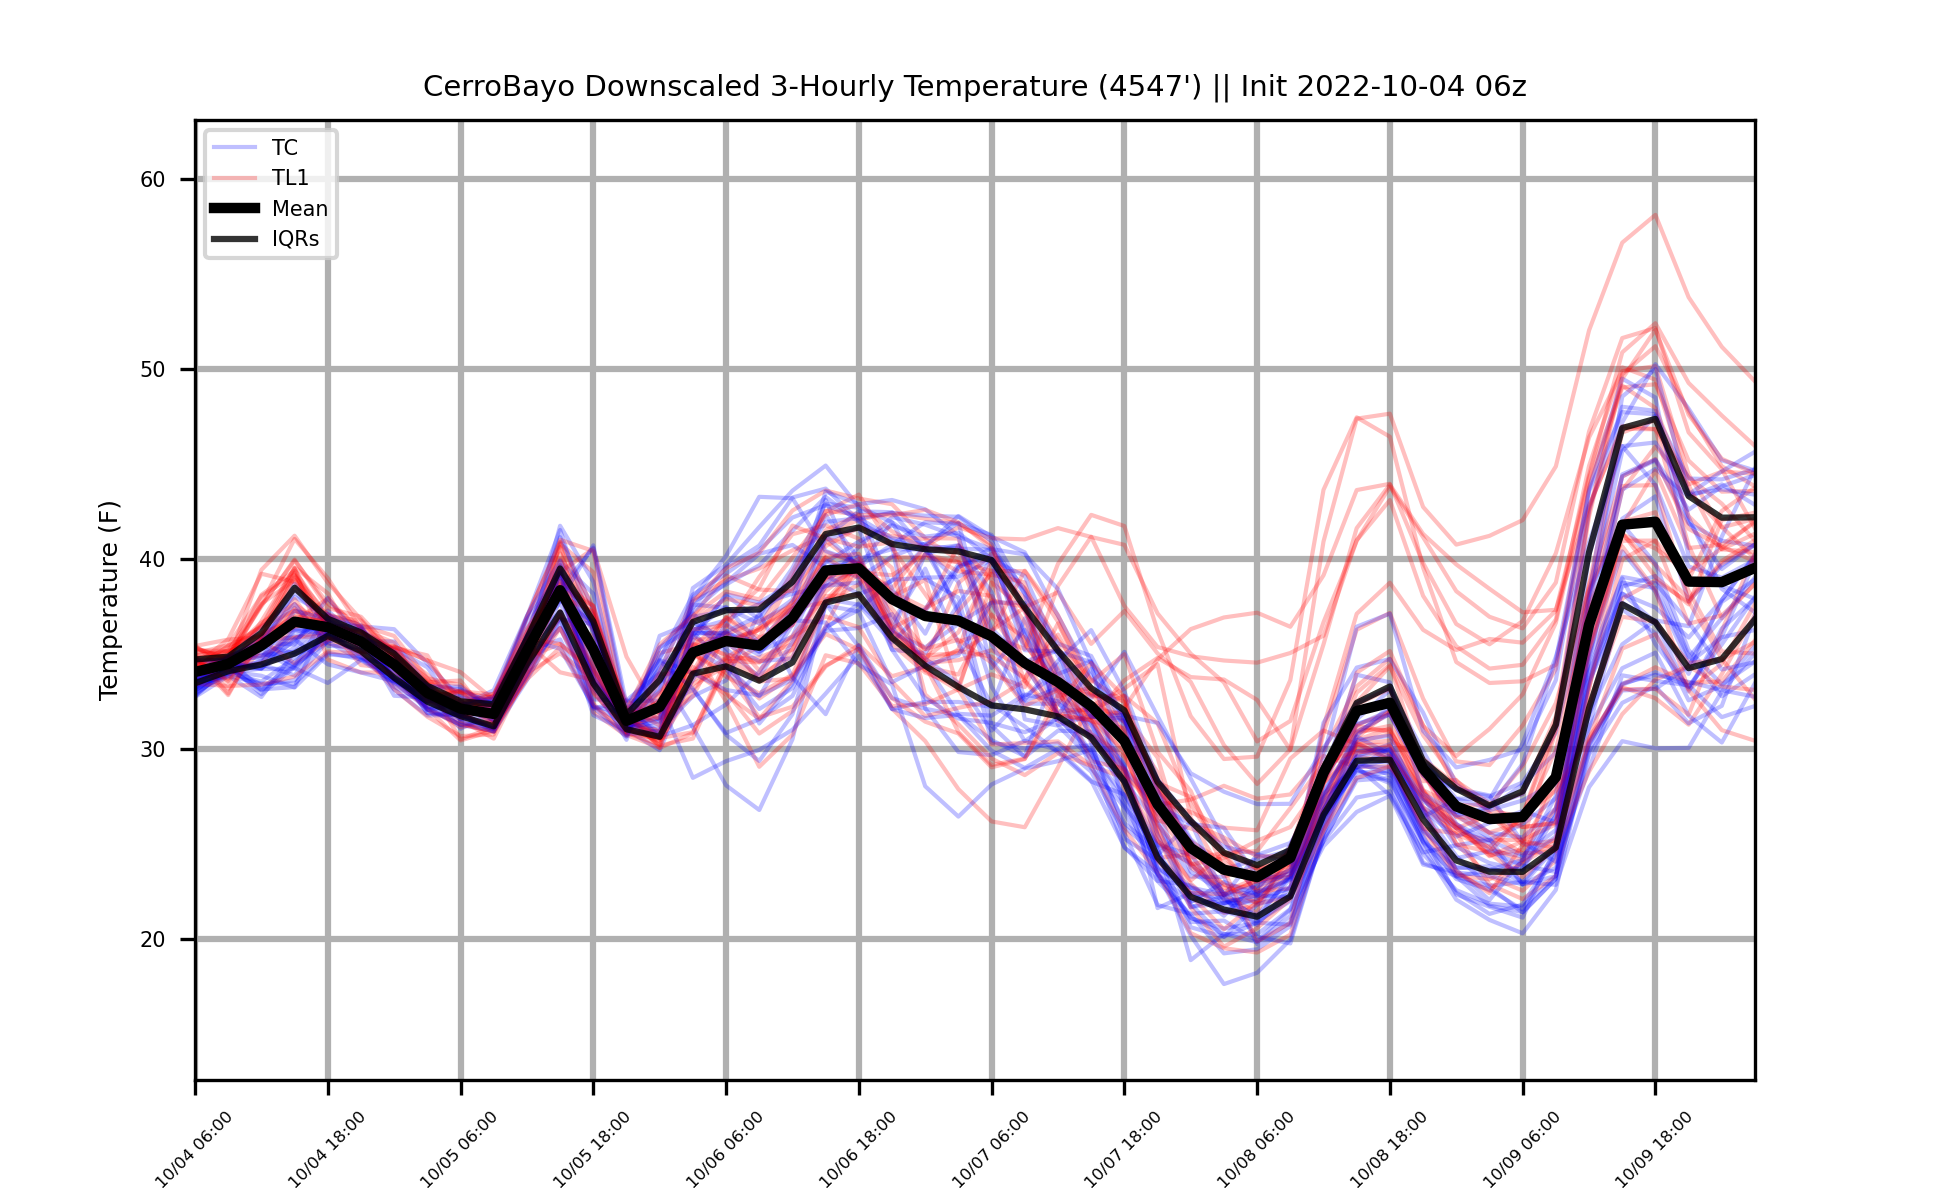 CerroBayo Downscaled 3-Hourly Temperature (4547') || Init 2022-10-04 06z
TC
TL1
Mean
IQRs
Temperature (F)
60
50
40
30
20
10/04 06:00
10/04 18:00
10/05 06:00
10/05 18:00
10/06 06:00
10/06 18:00
10/07 06:00
10/07 18:00
10/08 06:00
10/08 18:00
10/09 06:00
10/09 18:00